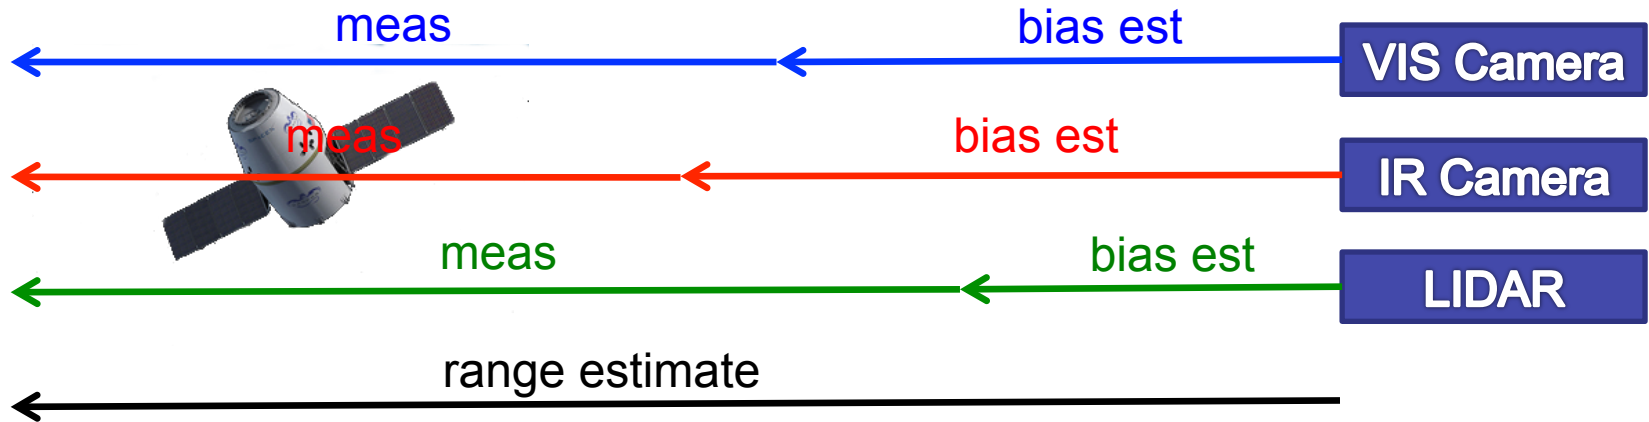 meas bias est VIS Camera
meas bias est IR Camera
meas bias est LIDAR
range estimate